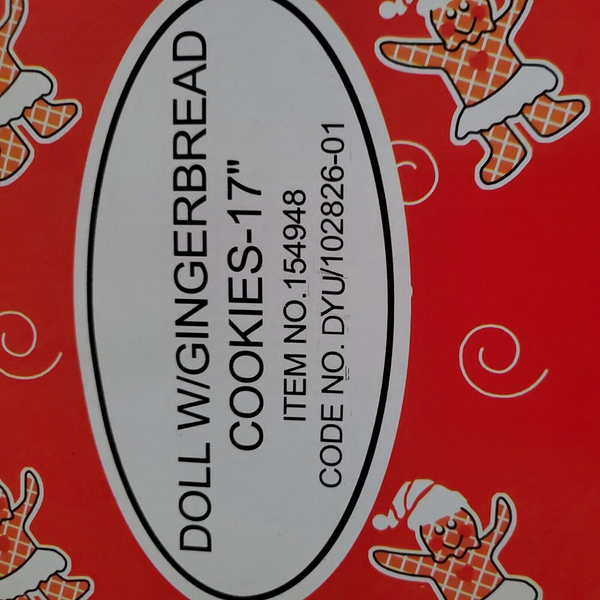 DOLL W/GINGERBREAD
COOKIES-17"
ITEM NO.154948
CODE NO. DYU/102826-01